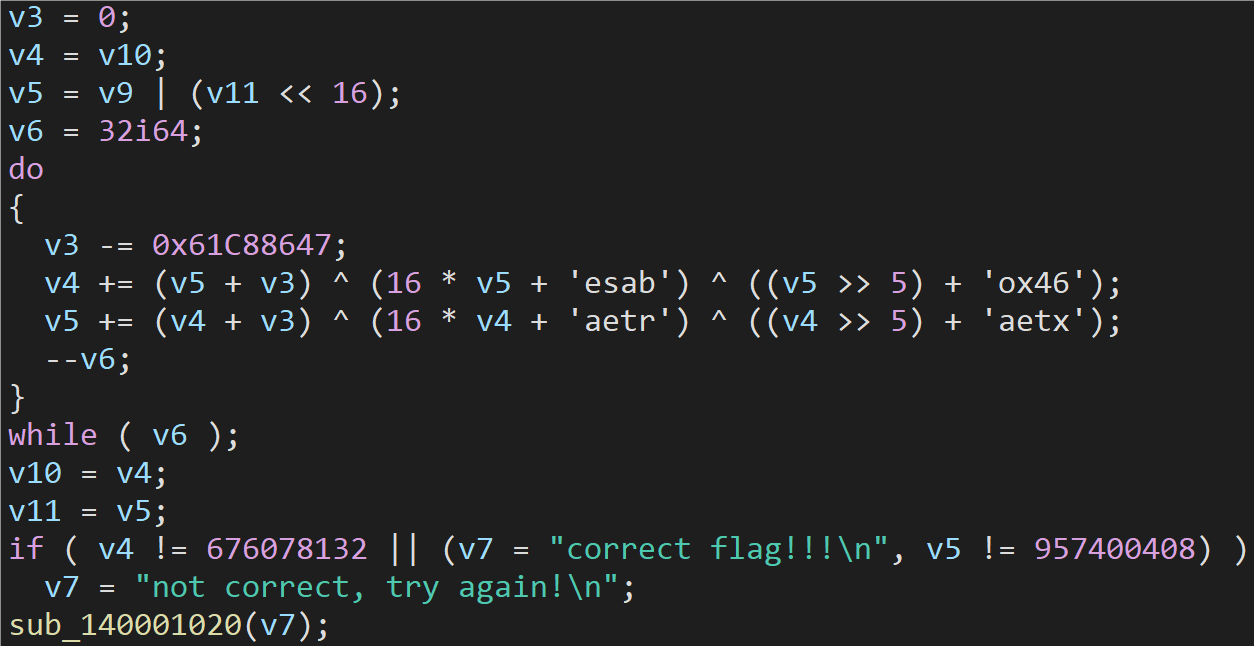 v3 = 0;
v4 = v10;
v5 = v9 | (v11 << 16);
v6 = 32i64;
do
{
  v3 -= 0x61C88647;
  v4 += (v5 + v3) ^ (16 * v5 + 'esab') ^ ((v5 >> 5) + 'ox46');
  v5 += (v4 + v3) ^ (16 * v4 + 'aetr') ^ ((v4 >> 5) + 'aetx');
  --v6;
}
while ( v6 );
v10 = v4;
v11 = v5;
if ( v4 != 676078132 || (v7 = "correct flag!!!\n", v5 != 957400408) )
  v7 = "not correct, try again!\n";
sub_140001020(v7);